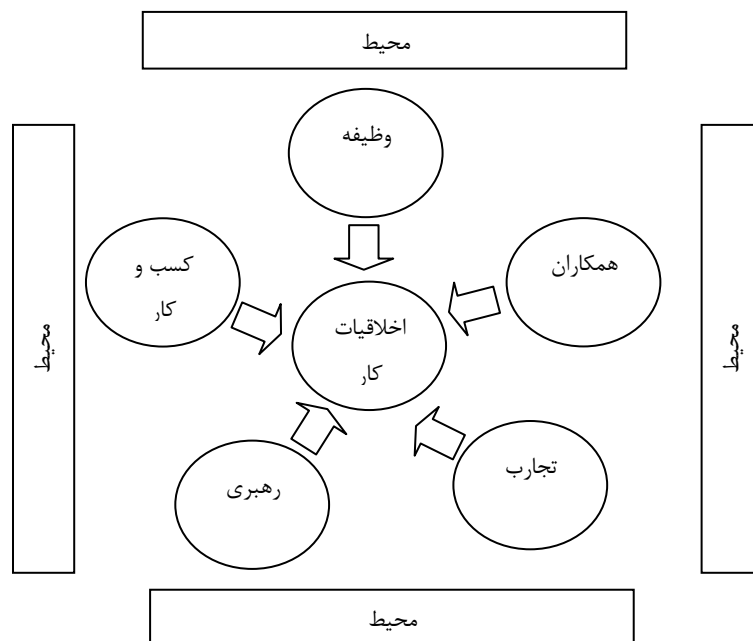 محیط
وظیفه
همکاران
کسب و
کار
اخلاقیات
کار
محیط
محیط
تجارب
رهبری
محیط